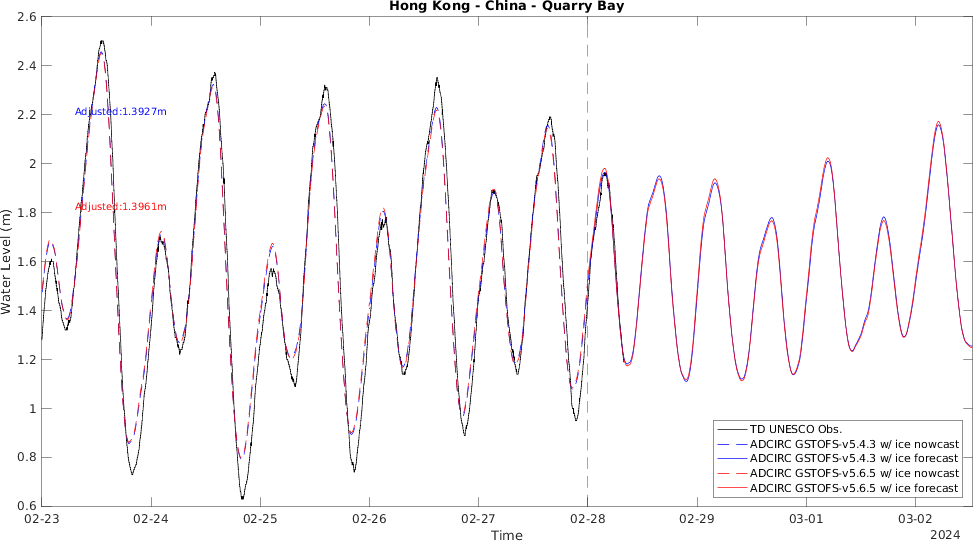 Hong Kong - China - Quarry Bay
2.6
2.4
2.2
2
1.8
1.6
1.4
1.2
1
0.8
0.6
Water Level (m)
Adjusted:1.3927m
Adjusted:1.3961m
TD UNESCO Obs.
ADCIRC GSTOFS-v5.4.3 w/ ice nowcast
ADCIRC GSTOFS-v5.4.3 w/ ice forecast
ADCIRC GSTOFS-v5.6.5 w/ ice nowcast
ADCIRC GSTOFS-v5.6.5 w/ ice forecast
02-23 02-24 02-25 02-26 02-27 02-28 02-29 03-01 03-02
Time
2024